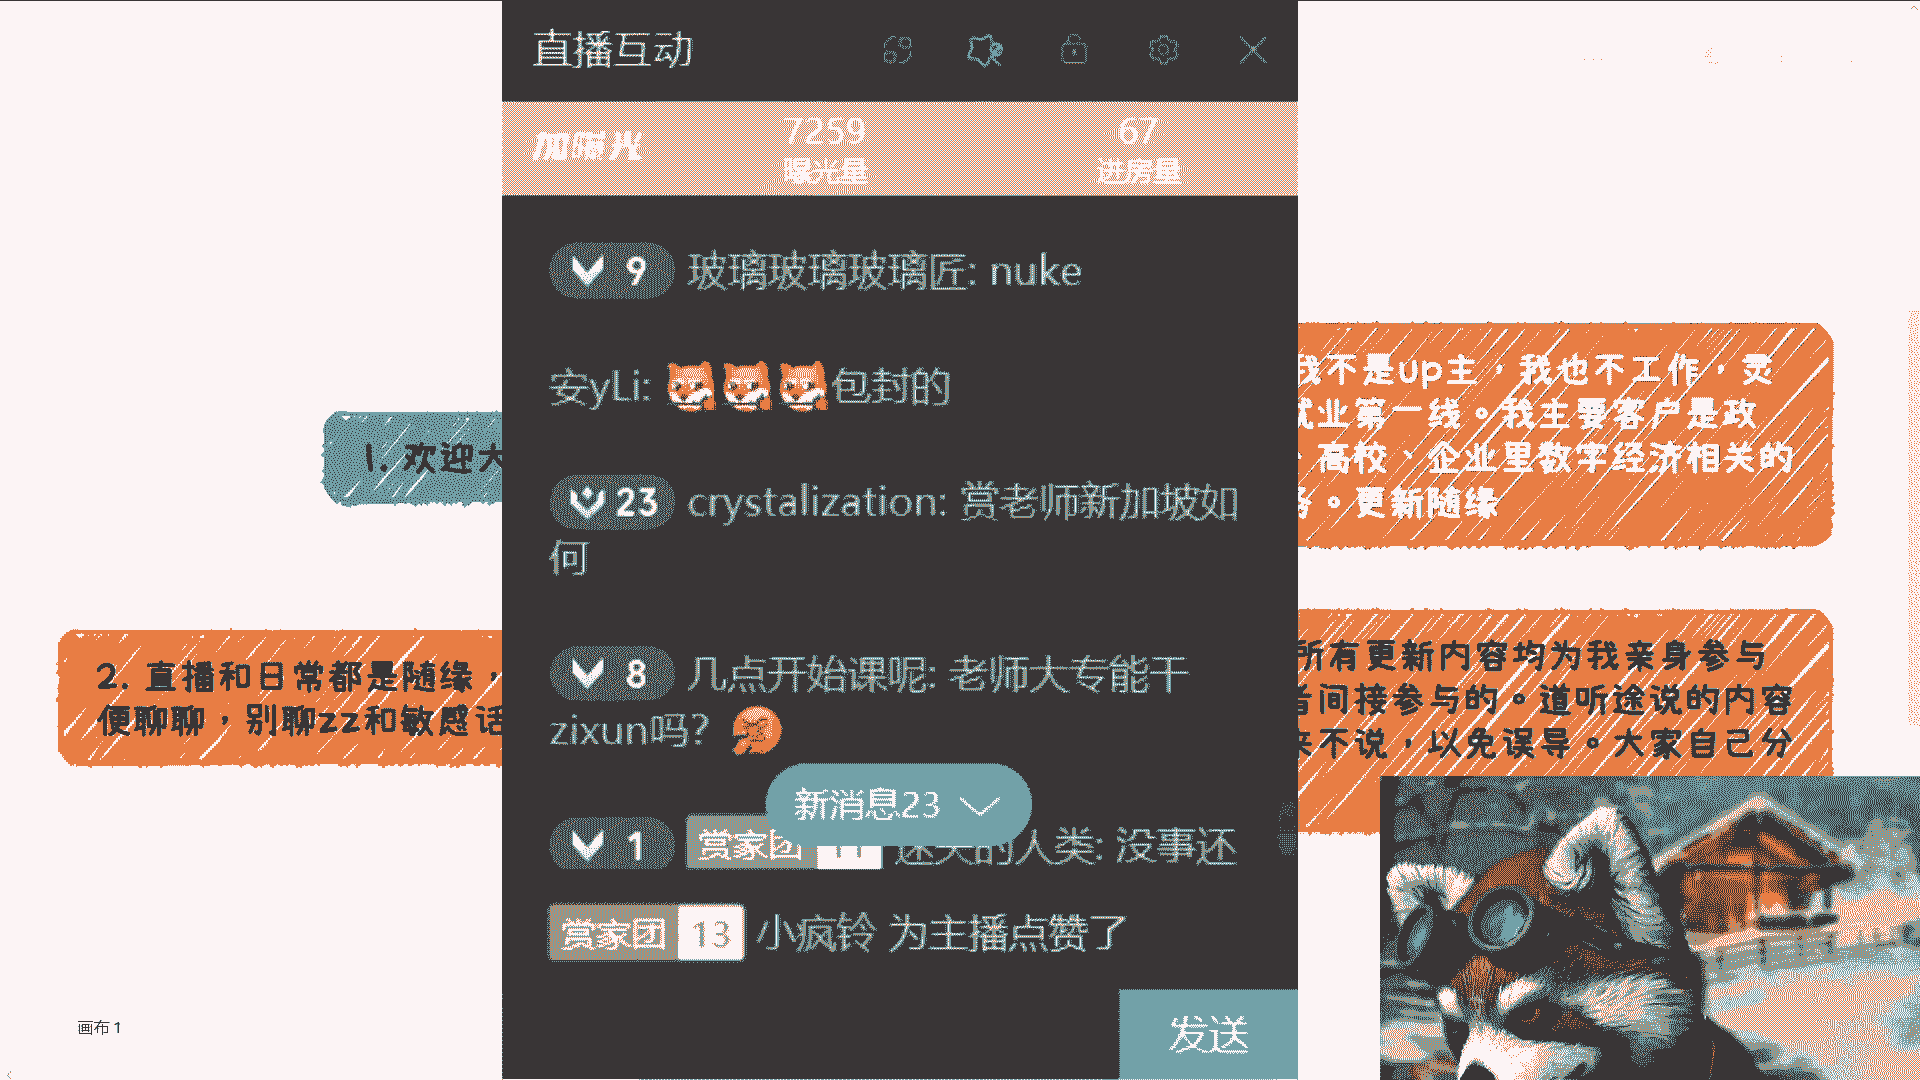 直播互动
加曝光
7259
曝光量
67
进房量
9 玻璃玻璃玻璃匠: nuke
安yLi: 包封的
23 crystalization: 赏老师新加坡如
何
8 几点开始课呢: 老师大专能干
zixun吗?
新消息23
1 赏家团 11 迷失的人类: 没事还
赏家团 13 小疯铃 为主播点赞了
发送
1. 欢迎大
2. 直播和日常都是随缘，
便聊聊，别聊zz和敏感话
我不是up主，我也不工作，灵
就业第一线。我主要客户是政
、高校、企业里数字经济相关的
务。更新随缘
所有更新内容均为我亲身参与
者间接参与的。道听途说的内容
来不说，以免误导。大家自己分
画布 1